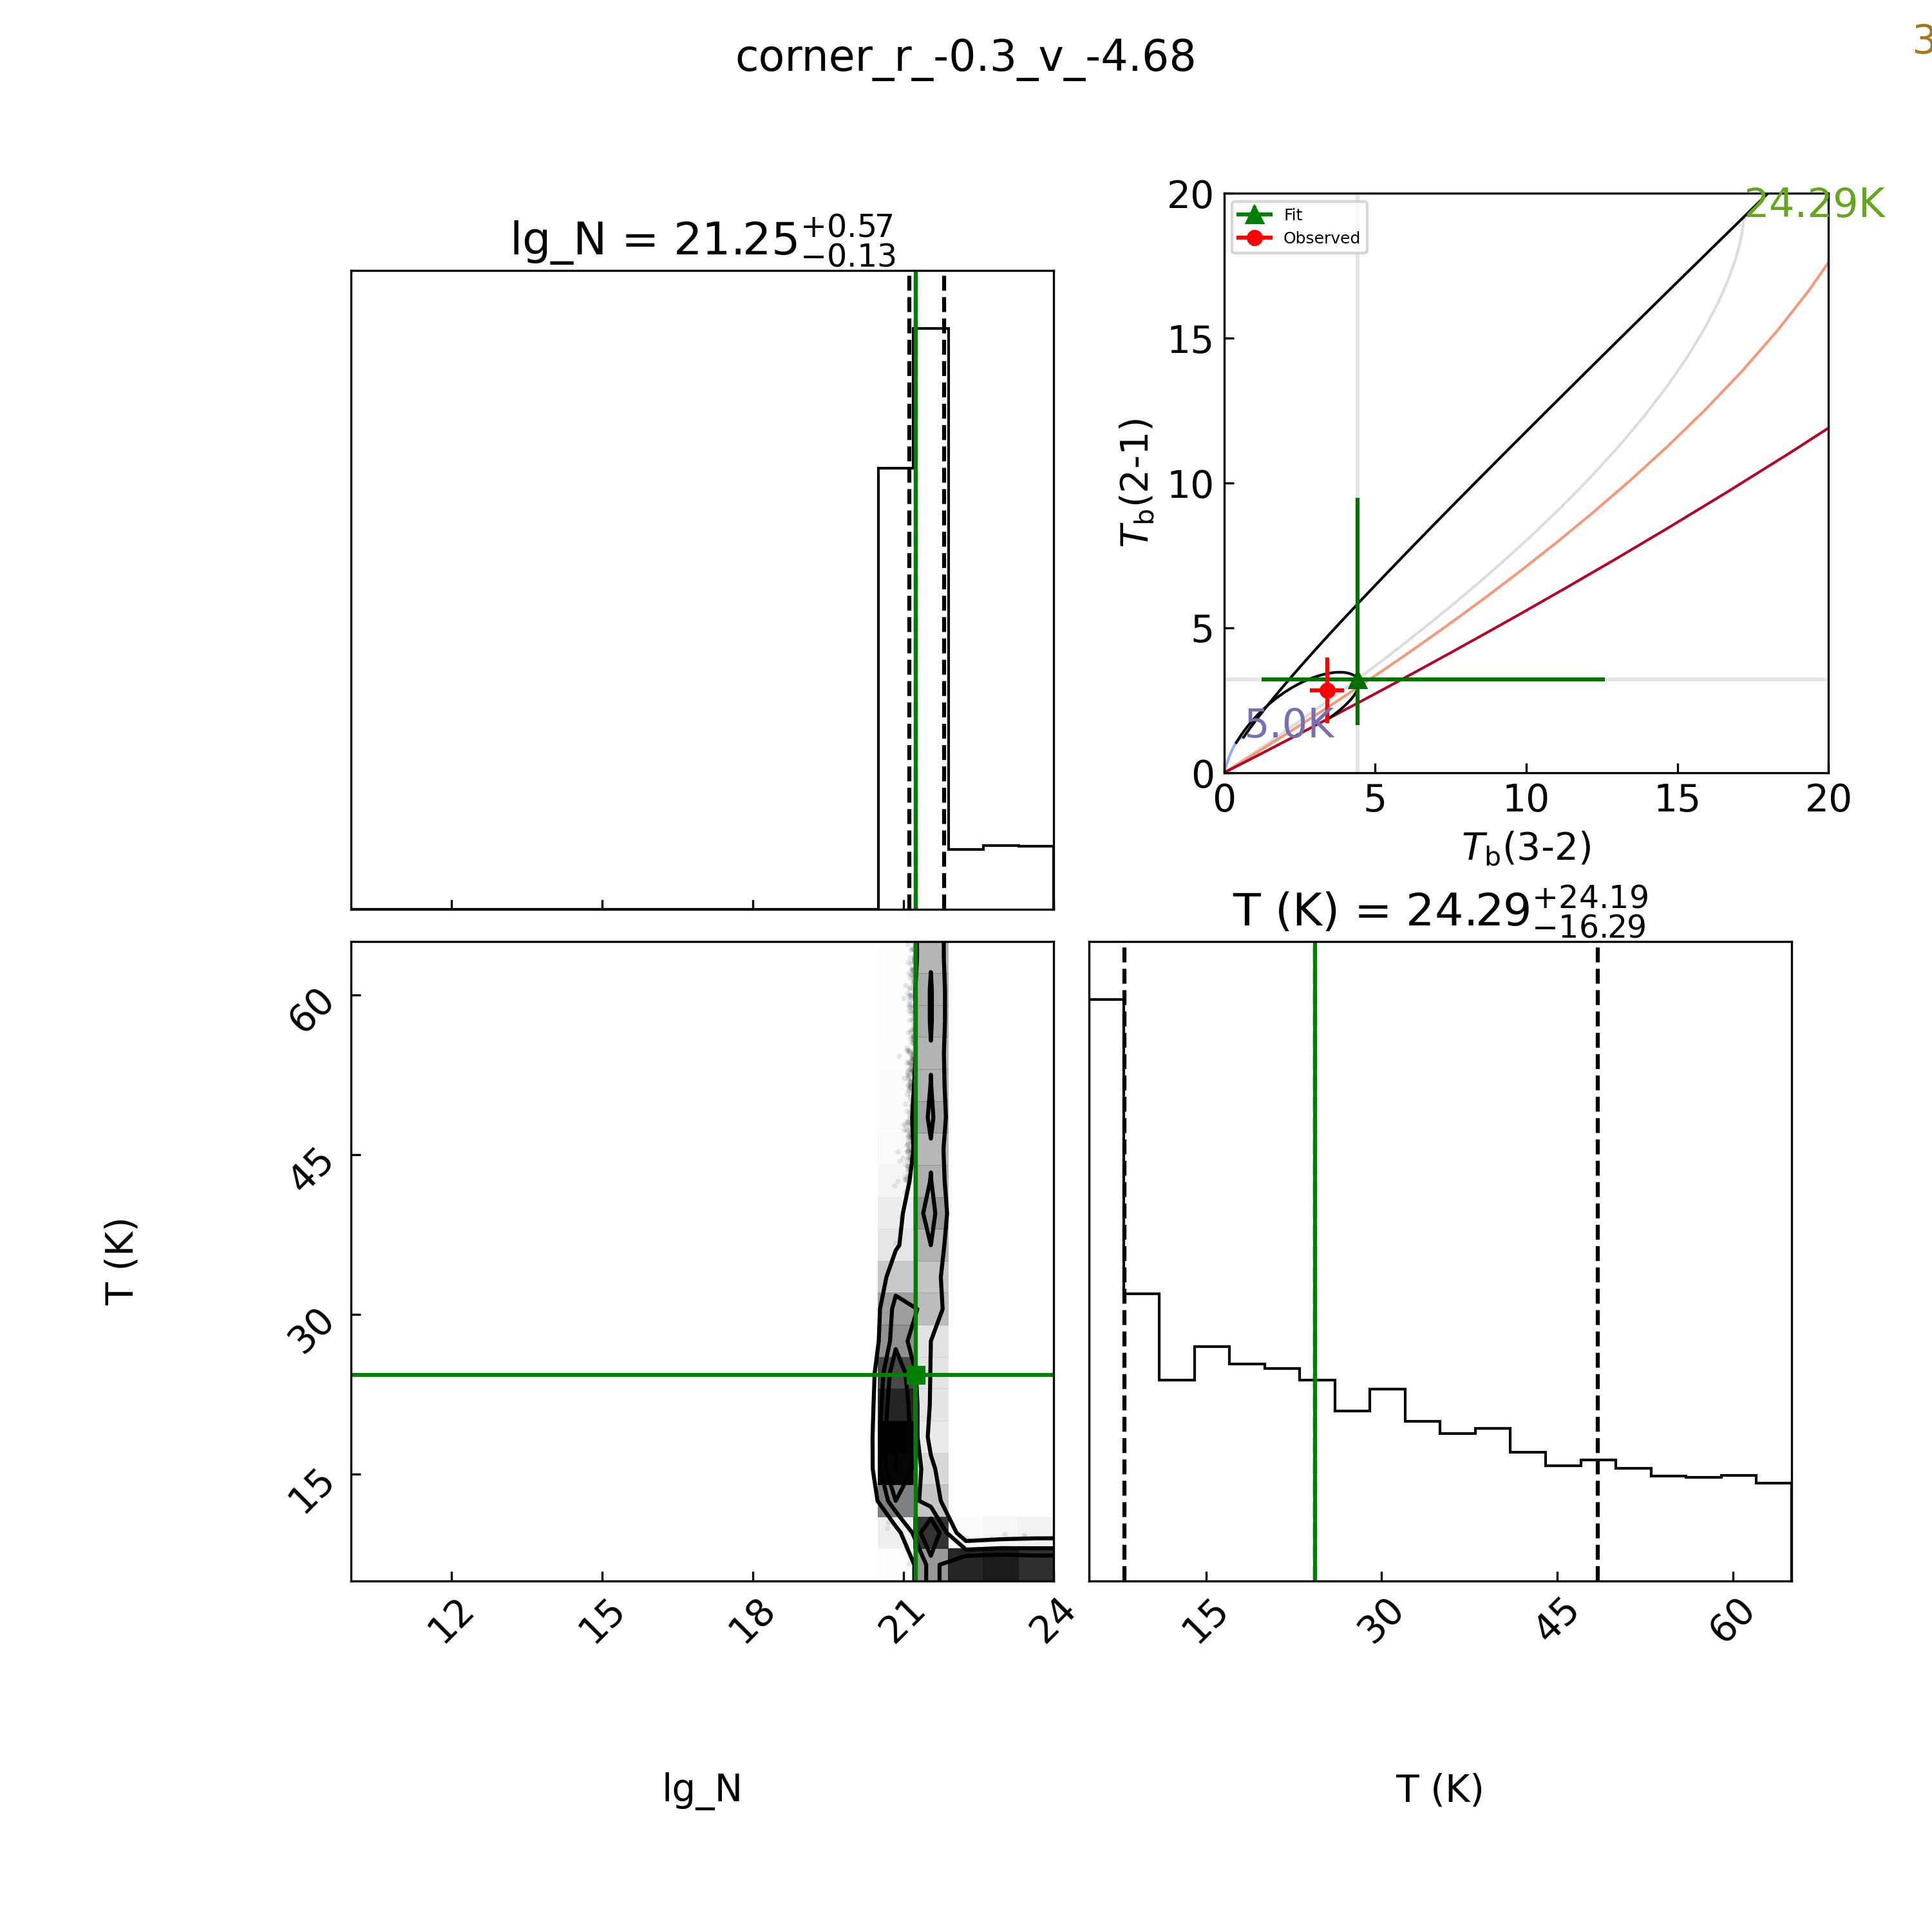 corner_r_-0.3_v_-4.68
3
lg_N = 21.25 +0.57 −0.13
20
15
10
5
0
T_b(2-1)
Fit
Observed
24.29K
5.0K
0 5 10 15 20
T_b(3-2)
T (K) = 24.29 +24.19 −16.29
60
45
30
15
T (K)
12 15 18 21 24
15 30 45 60
lg_N
T (K)